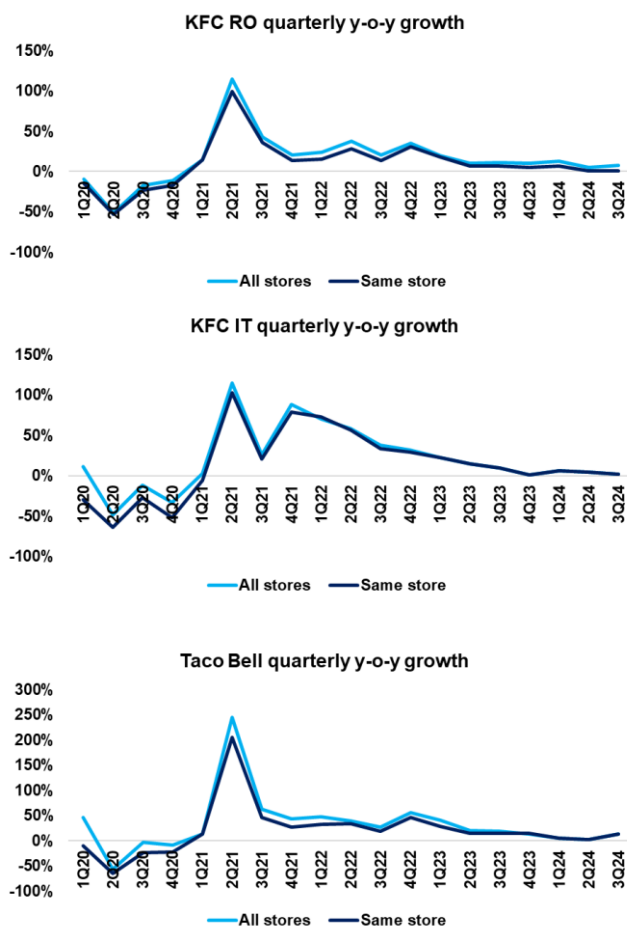 KFC RO quarterly y-o-y growth
150%
100%
50%
0%
-50%
-100%
1Q20 2Q20 3Q20 4Q20 1Q21 2Q21 3Q21 4Q21 1Q22 2Q22 3Q22 4Q22 1Q23 2Q23 3Q23 4Q23 1Q24 2Q24 3Q24
All stores Same store
KFC IT quarterly y-o-y growth
150%
100%
50%
0%
-50%
-100%
1Q20 2Q20 3Q20 4Q20 1Q21 2Q21 3Q21 4Q21 1Q22 2Q22 3Q22 4Q22 1Q23 2Q23 3Q23 4Q23 1Q24 2Q24 3Q24
All stores Same store
Taco Bell quarterly y-o-y growth
300%
250%
200%
150%
100%
50%
0%
-50%
-100%
1Q20 2Q20 3Q20 4Q20 1Q21 2Q21 3Q21 4Q21 1Q22 2Q22 3Q22 4Q22 1Q23 2Q23 3Q23 4Q23 1Q24 2Q24 3Q24
All stores Same store